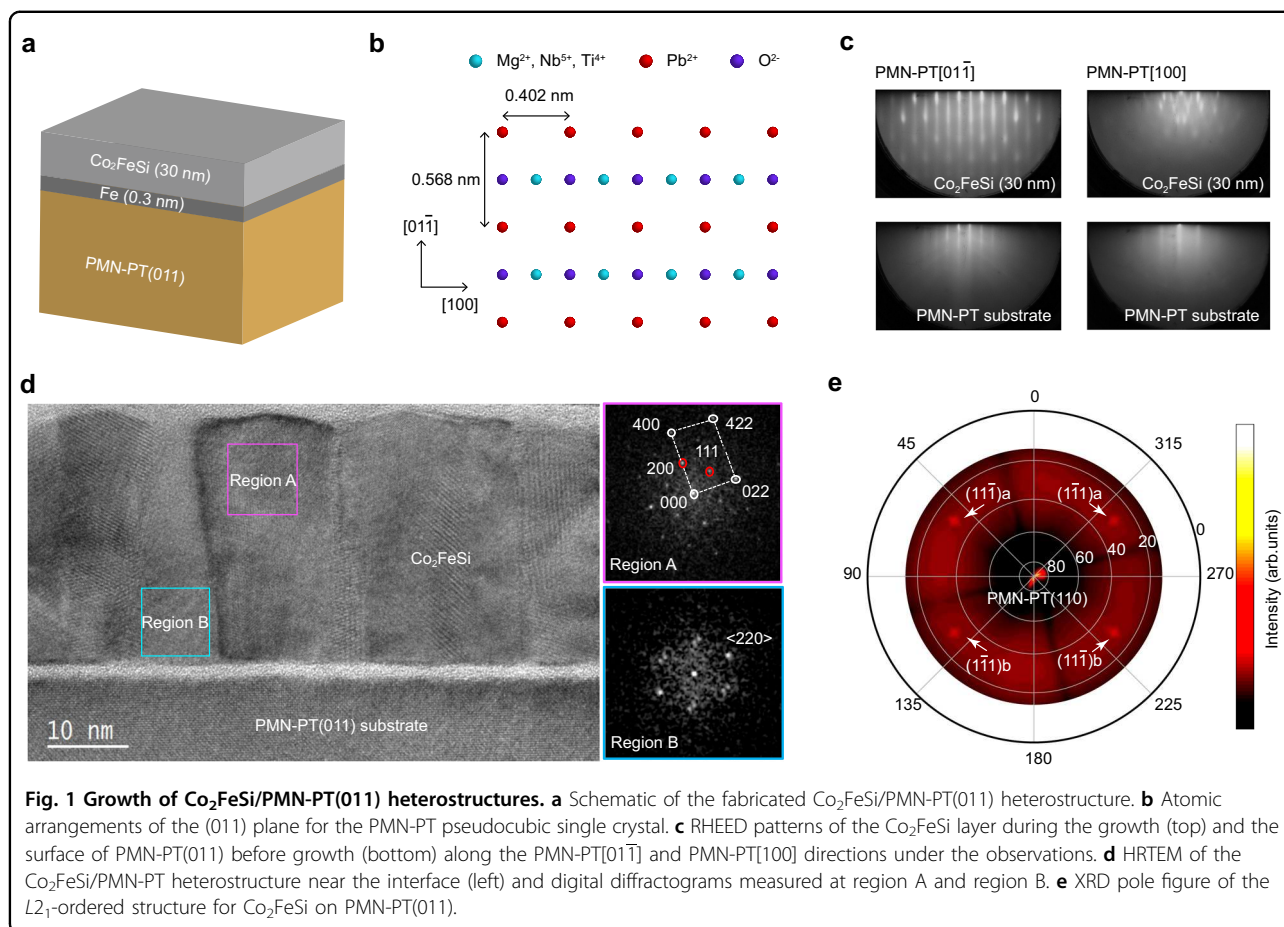 a
Co₂FeSi (30 nm)
Fe (0.3 nm)
PMN-PT(011)
b
Mg²⁺, Nb⁵⁺, Ti⁴⁺ Pb²⁺ O²⁻
0.402 nm
0.568 nm
[011̅]
[100]
c
PMN-PT[011̅] PMN-PT[100]
Co₂FeSi (30 nm) Co₂FeSi (30 nm)
PMN-PT substrate PMN-PT substrate
d
Region A
Co₂FeSi
Region B
PMN-PT(011) substrate
10 nm
400 422
200 111
000 022
Region A
<220>
Region B
e
0
45 315
(11̅1̅)a (1̅11̅)a
0
20
40
60
80
90 270
PMN-PT(110)
(1̅11̅)b (11̅1̅)b
135 225
180
Intensity (arb.units)
Fig. 1 Growth of Co₂FeSi/PMN-PT(011) heterostructures. a Schematic of the fabricated Co₂FeSi/PMN-PT(011) heterostructure. b Atomic
arrangements of the (011) plane for the PMN-PT pseudocubic single crystal. c RHEED patterns of the Co₂FeSi layer during the growth (top) and the
surface of PMN-PT(011) before growth (bottom) along the PMN-PT[011̅] and PMN-PT[100] directions under the observations. d HRTEM of the
Co₂FeSi/PMN-PT heterostructure near the interface (left) and digital diffractograms measured at region A and region B. e XRD pole figure of the
L2₁-ordered structure for Co₂FeSi on PMN-PT(011).